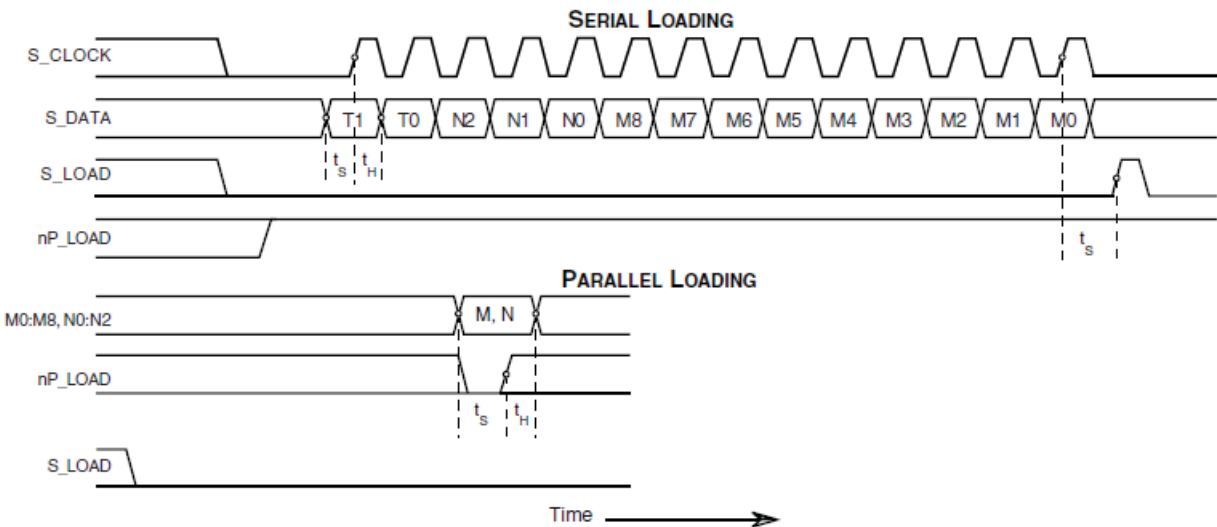 SERIAL LOADING
S_CLOCK
S_DATA T1 T0 N2 N1 N0 M8 M7 M6 M5 M4 M3 M2 M1 M0
tS tH
S_LOAD
nP_LOAD
tS
PARALLEL LOADING
M0:M8, N0:N2 M, N
nP_LOAD
tS tH
S_LOAD
Time